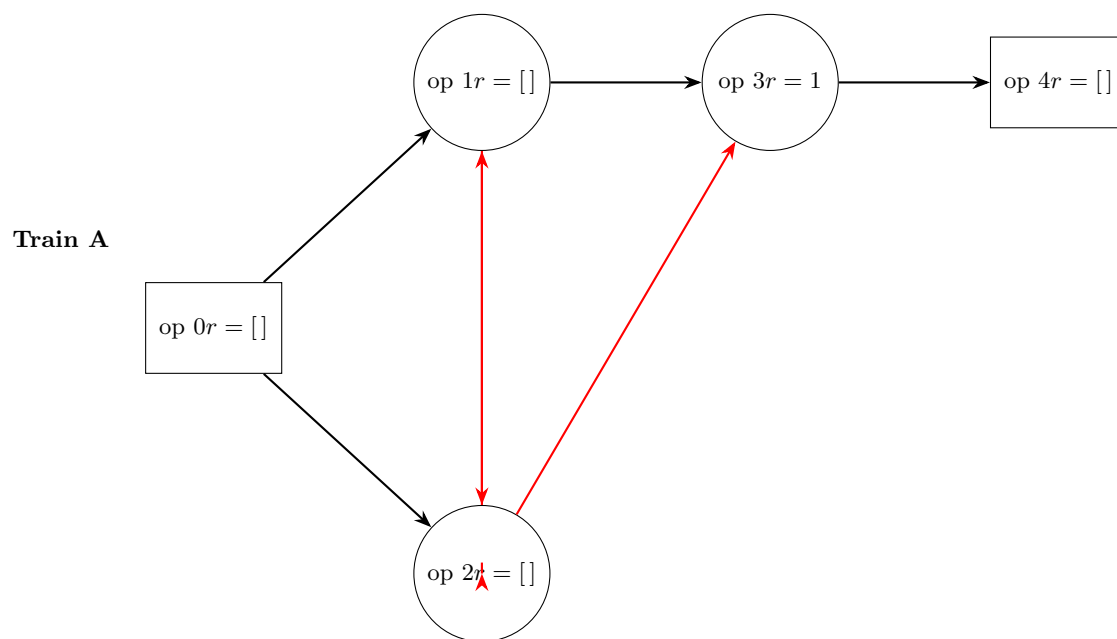 op 1r = [ ]
op 3r = 1
op 4r = [ ]
Train A
op 0r = [ ]
op 2r = [ ]